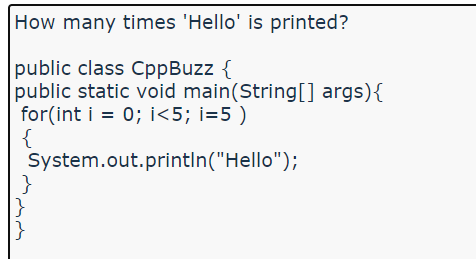 How many times 'Hello' is printed?

public class CppBuzz {
public static void main(String[] args){
 for(int i = 0; i<5; i=5 )
 {
  System.out.println("Hello");
 }
}
}